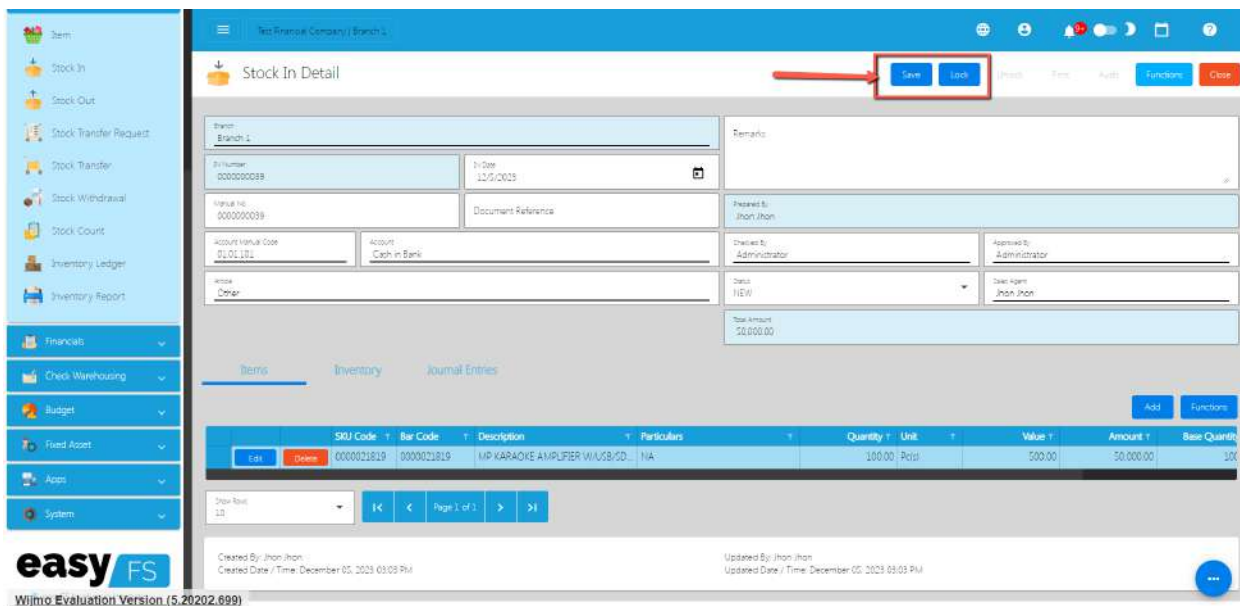 Item
Test Financial Company | Branch 1
9+
?
Stock In
Stock In Detail
Save
Lock
Unlock
Print
Audit
Functions
Close
Stock Out
Stock Transfer Request
Stock Transfer
Stock Withdrawal
Stock Count
Inventory Ledger
Inventory Report
Financials
Check Warehousing
Budget
Fixed Asset
Apps
System
Branch
Branch 1
Remarks
IN Number
0000000039
IN Date
12/5/2023
Manual No.
0000000039
Document Reference
Prepared By
Jhon Jhon
Account Manual Code
01.01.101
Account
Cash in Bank
Checked By
Administrator
Approved By
Administrator
Article
Other
Status
NEW
Sales Agent
Jhon Jhon
Total Amount
50,000.00
Items
Inventory
Journal Entries
Add
Functions
SKU Code
Bar Code
Description
Particulars
Quantity
Unit
Value
Amount
Base Quantity
Edit
Delete
0000021819
0000021819
MP KARAOKE AMPLIFIER W/USB/SD...
NA
100.00
Pc(s)
500.00
50,000.00
100
Show Rows
10
Page 1 of 1
Created By: Jhon Jhon
Created Date / Time: December 05, 2023 03:03 PM
Updated By: Jhon Jhon
Updated Date / Time: December 05, 2023 03:03 PM
easy FS
Wijmo Evaluation Version (5.20202.699)